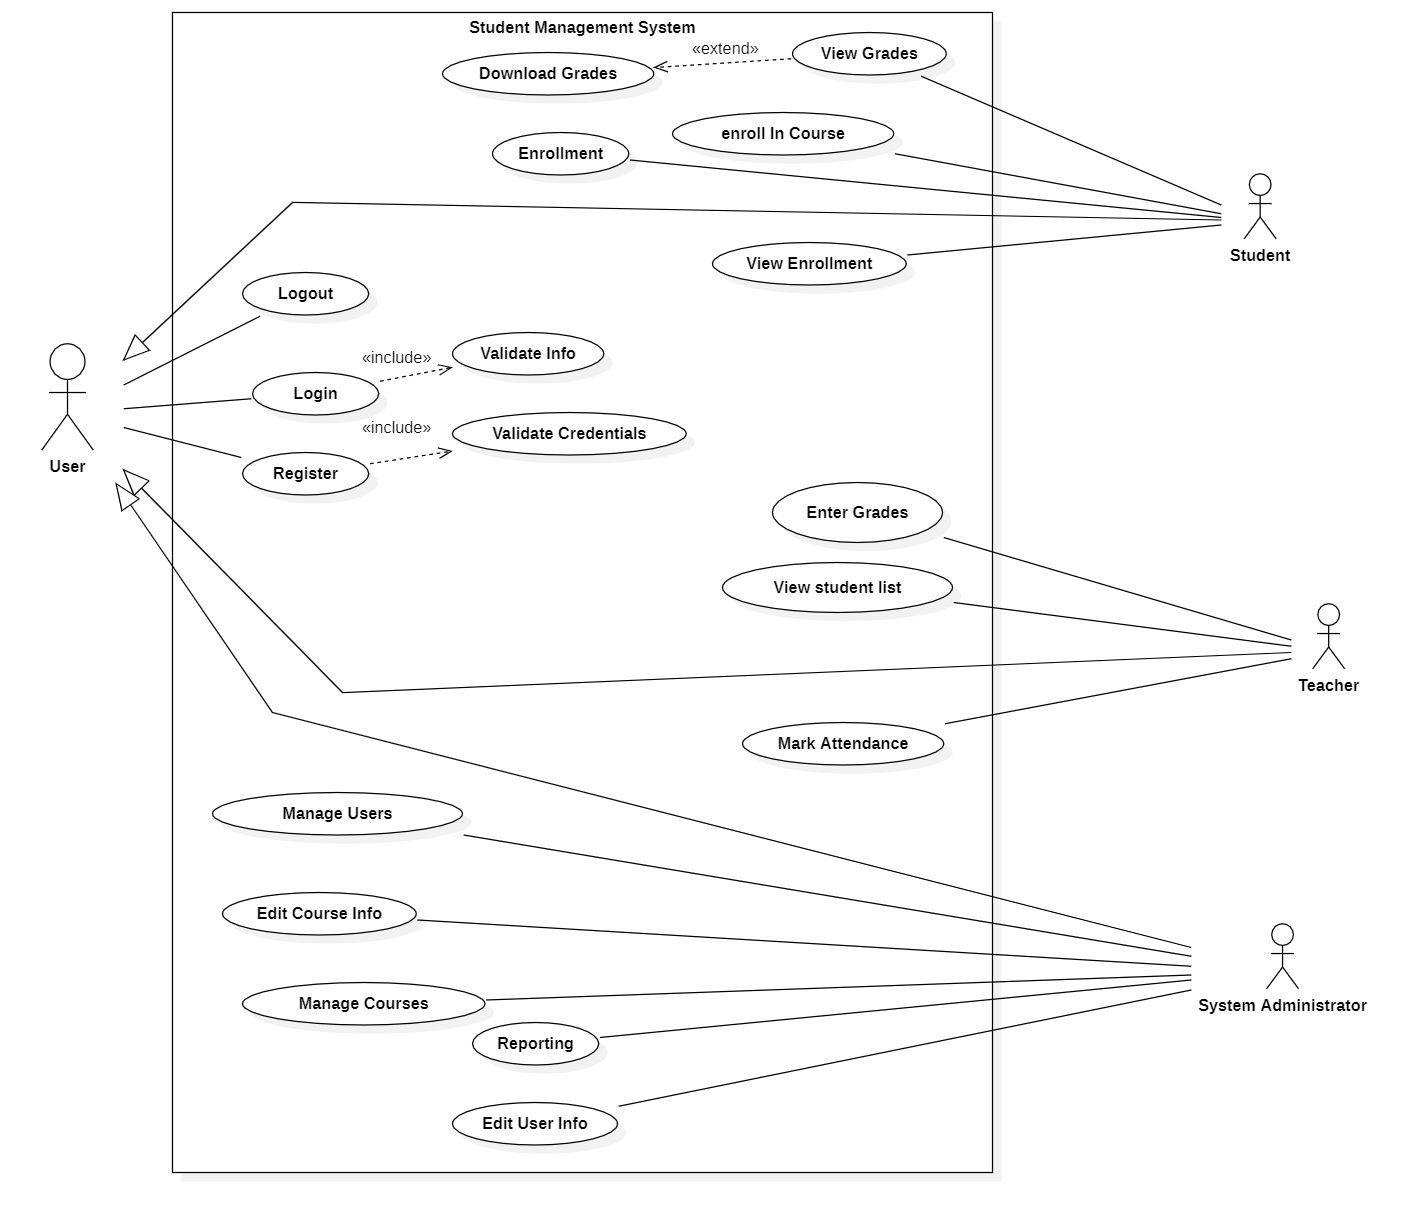 Student Management System
«extend»
View Grades
Download Grades
enroll In Course
Enrollment
Student
View Enrollment
Logout
«include»
Validate Info
Login
«include»
Validate Credentials
User
Register
Enter Grades
View student list
Teacher
Mark Attendance
Manage Users
Edit Course Info
Manage Courses
System Administrator
Reporting
Edit User Info